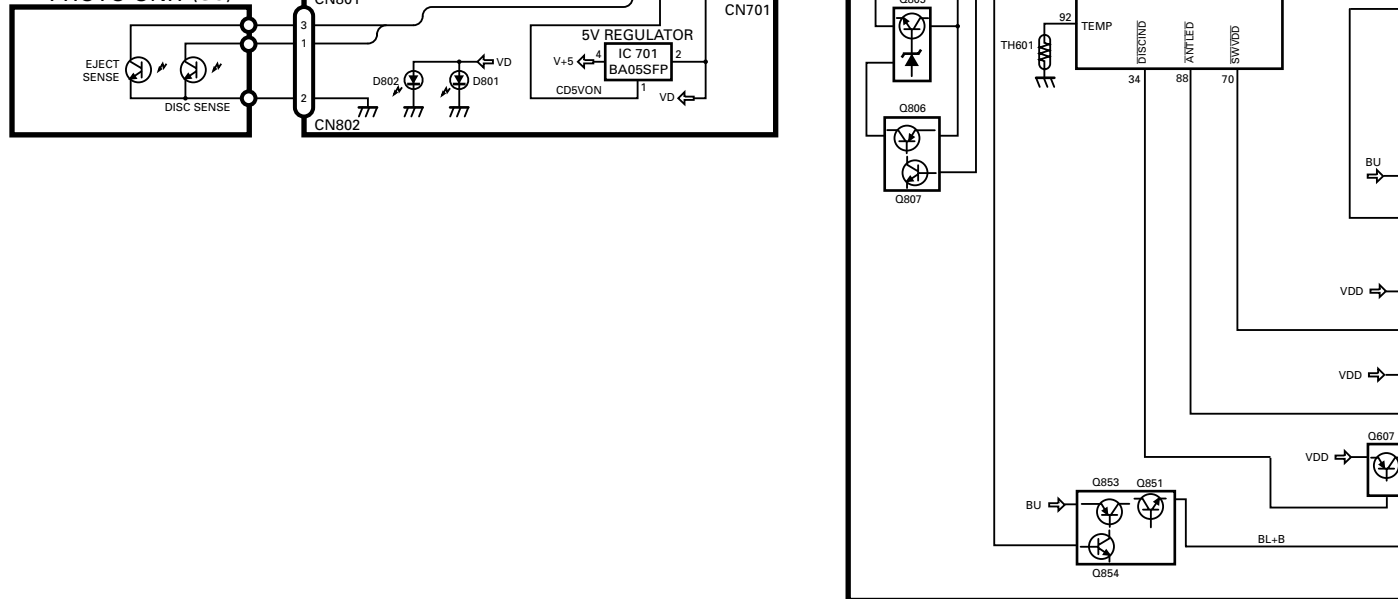 CN801
CN701
3
1
2
EJECT
SENSE
DISC SENSE
CN802
D802
D801
VD
5V REGULATOR
V+5
4
IC 701
BA05SFP
2
1
CD5VON
VD
Q806
Q807
92
TEMP
TH601
DISCIND
ANTLED
SWVDD
34
88
70
BU
VDD
VDD
Q607
VDD
Q853
Q851
BU
BL+B
Q854